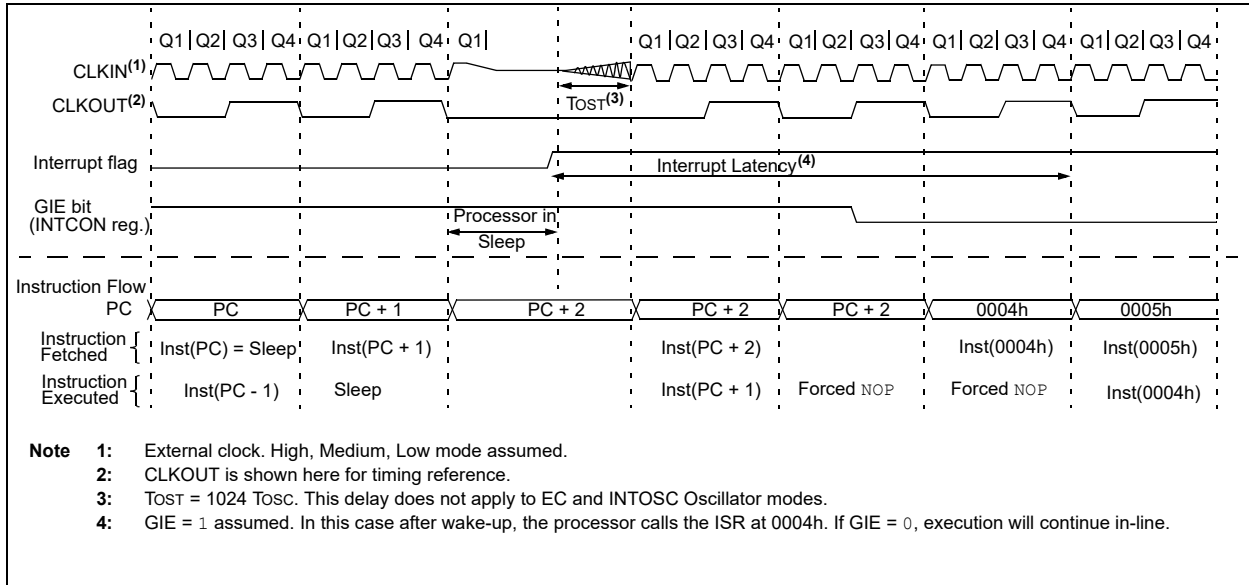 Q1 Q2 Q3 Q4 Q1 Q2 Q3 Q4 Q1 Q1 Q2 Q3 Q4 Q1 Q2 Q3 Q4 Q1 Q2 Q3 Q4 Q1 Q2 Q3 Q4
CLKIN(1)
CLKOUT(2)
TOST(3)
Interrupt flag
Interrupt Latency(4)
GIE bit
(INTCON reg.)
Processor in
Sleep
Instruction Flow
PC PC PC + 1 PC + 2 PC + 2 PC + 2 0004h 0005h
Instruction
Fetched
Inst(PC) = Sleep Inst(PC + 1) Inst(PC + 2) Inst(0004h) Inst(0005h)
Instruction
Executed
Inst(PC - 1) Sleep Inst(PC + 1) Forced NOP Forced NOP Inst(0004h)
Note 1: External clock. High, Medium, Low mode assumed.
2: CLKOUT is shown here for timing reference.
3: TOST = 1024 TOSC. This delay does not apply to EC and INTOSC Oscillator modes.
4: GIE = 1 assumed. In this case after wake-up, the processor calls the ISR at 0004h. If GIE = 0, execution will continue in-line.